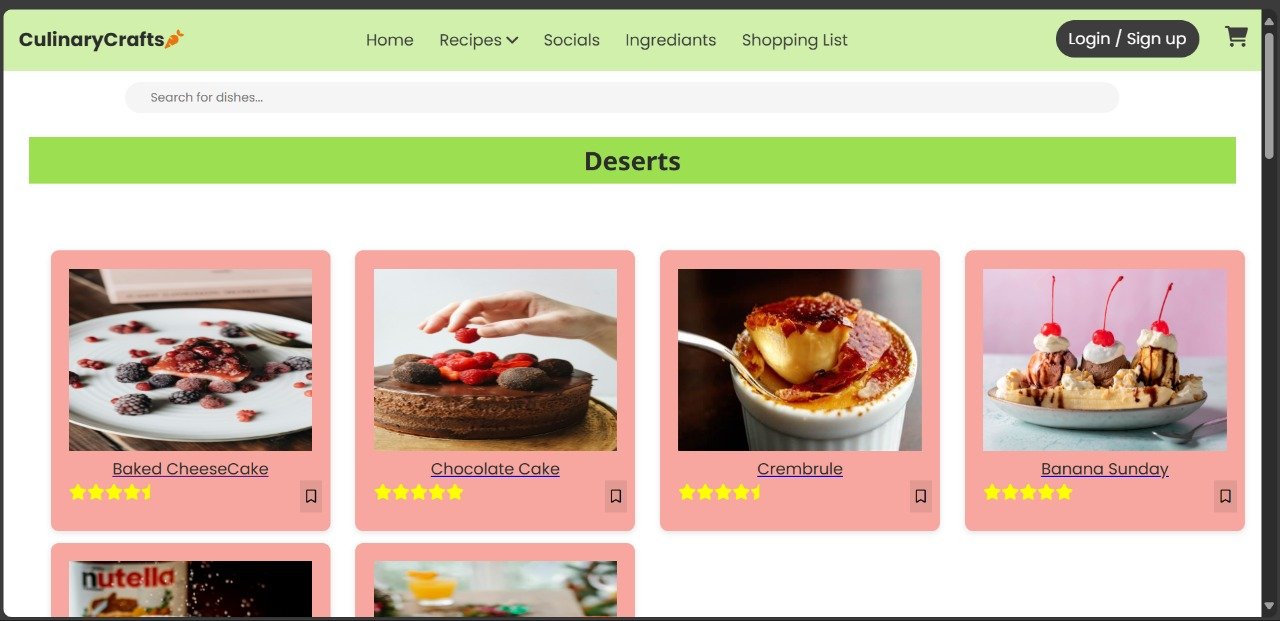 CulinaryCrafts
Home Recipes Socials Ingrediants Shopping List
Login / Sign up
Search for dishes...
Deserts
Baked CheeseCake
Chocolate Cake
Crembrule
Banana Sunday
nutella